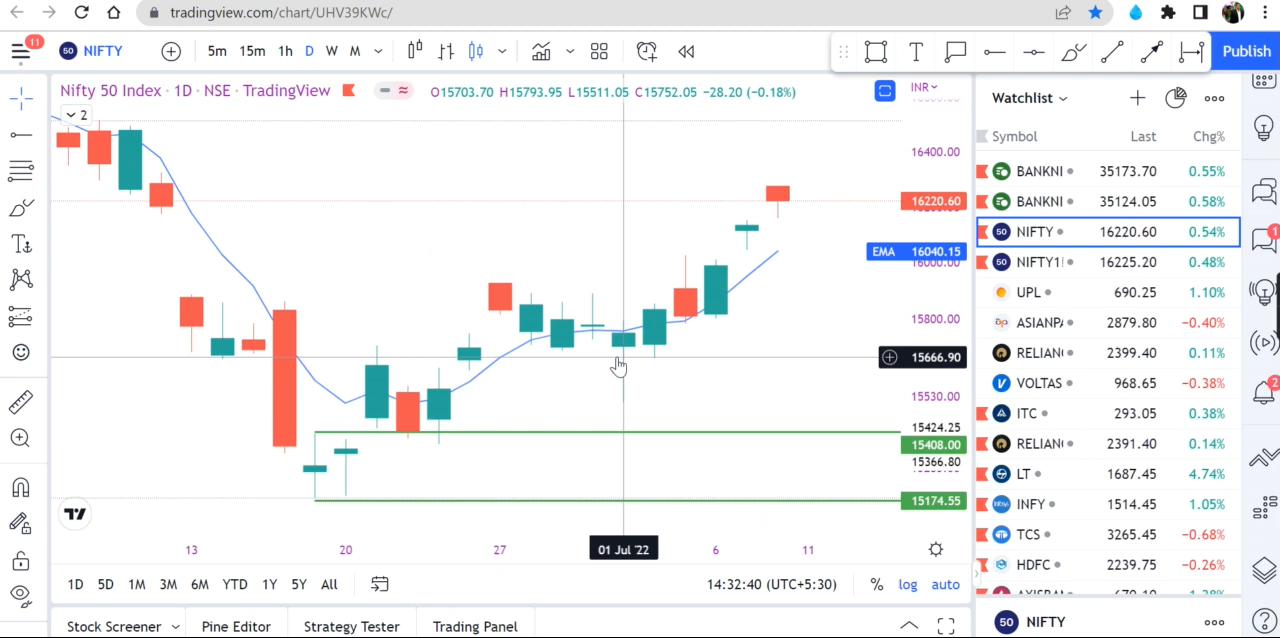 tradingview.com/chart/UHV39KWc/
11
50 NIFTY 5m 15m 1h D W M T Publish
Nifty 50 Index · 1D · NSE · TradingView O15703.70 H15793.95 L15511.05 C15752.05 −28.20 (−0.18%)
2
INR
16400.00
16220.60
EMA 16040.15
16000.00
15800.00
15666.90
15530.00
15424.25
15408.00
15366.80
15174.55
13 20 27 01 Jul '22 6 11
1D 5D 1M 3M 6M YTD 1Y 5Y All 14:32:40 (UTC+5:30) % log auto
Stock Screener Pine Editor Strategy Tester Trading Panel
Watchlist
Symbol Last Chg%
BANKNI 35173.70 0.55%
BANKNI 35124.05 0.58%
50 NIFTY 16220.60 0.54%
50 NIFTY1! 16225.20 0.48%
UPL 690.25 1.10%
ASIANPA 2879.80 −0.40%
RELIAN 2399.40 0.11%
VOLTAS 968.65 −0.38%
ITC 293.05 0.38%
RELIAN 2391.40 0.14%
LT 1687.45 4.74%
INFY 1514.45 1.05%
TCS 3265.45 −0.68%
HDFC 2239.75 −0.26%
50 NIFTY
1
2